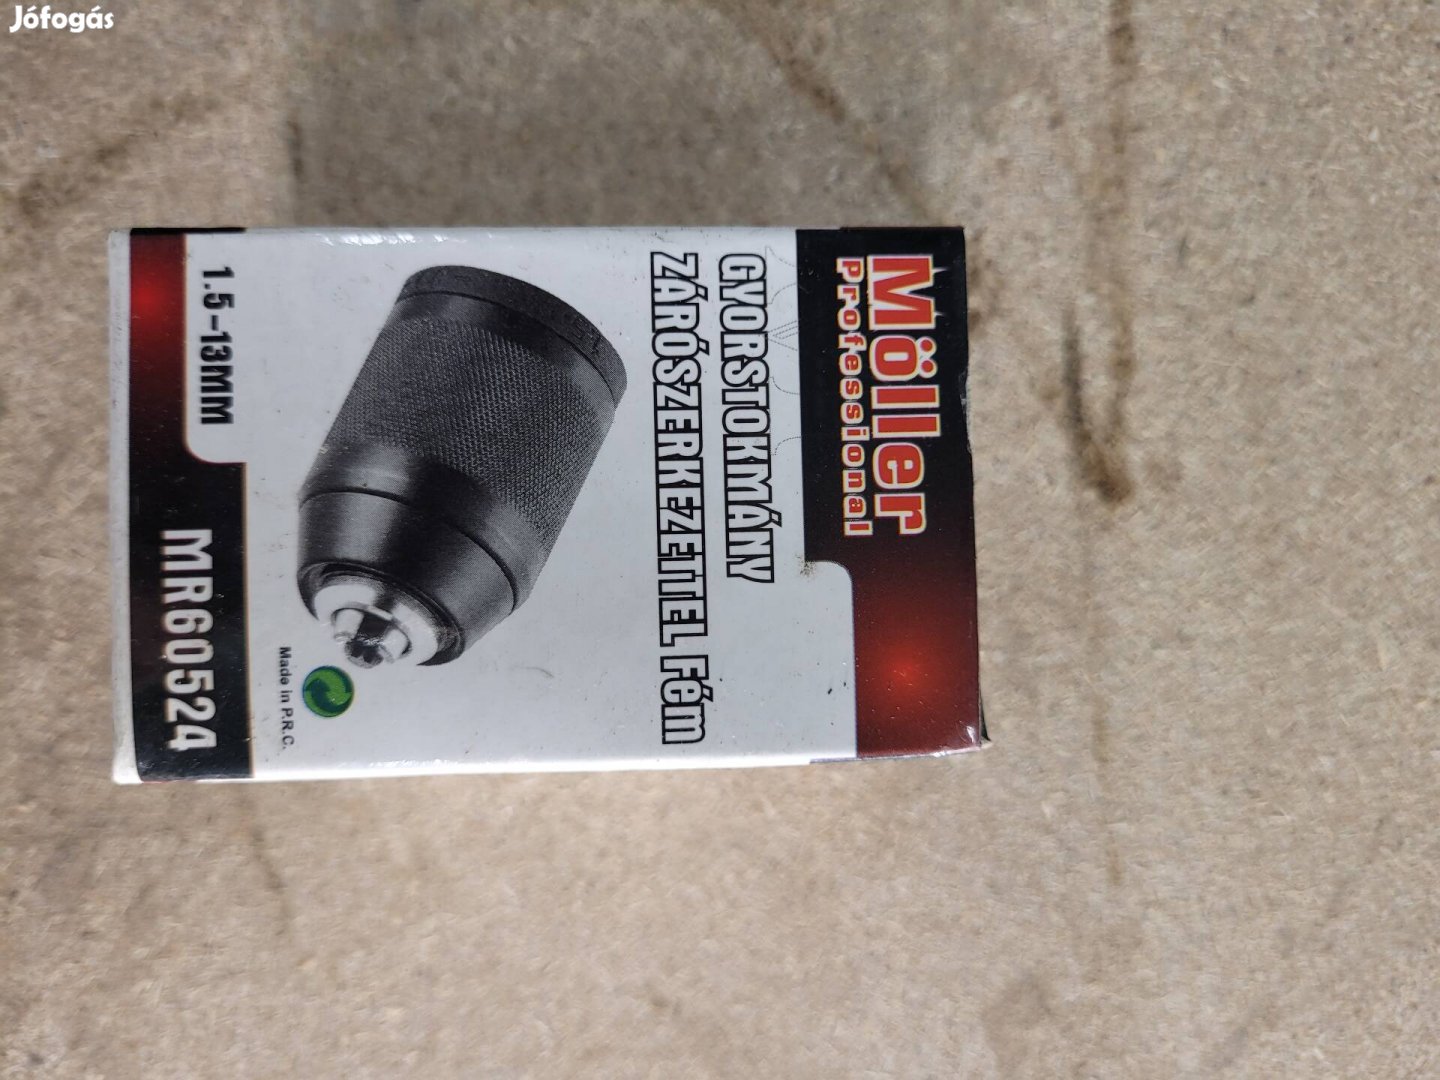 Jófogás
Möller
Professional
GYORSTOKMÁNY
ZÁRÓSZERKEZETTEL Fém
Made in P.R.C.
1.5-13MM
MR60524